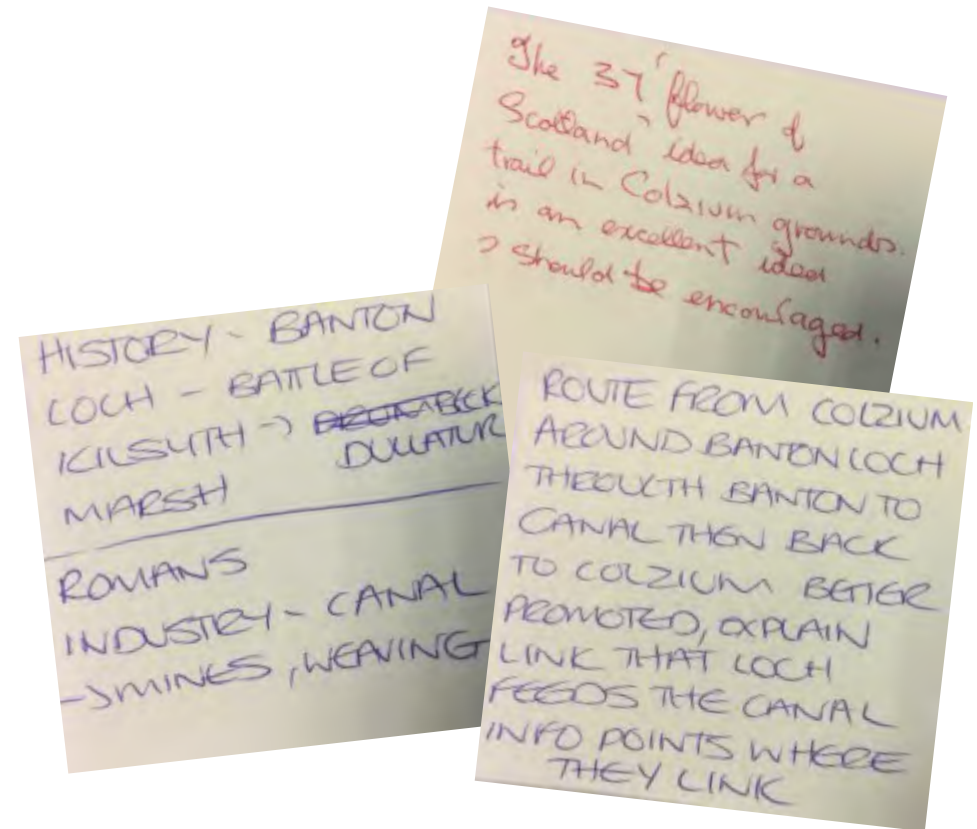 The 37 'flower of
Scotland' idea for a
trail in Colzium grounds.
is an excellent idea
& should be encouraged.
HISTORY - BANTON
LOCH - BATTLE OF
KILSYTH ->
DULLATUR
MARSH
ROMANS
INDUSTRY - CANAL
-> MINES, WEAVING
ROUTE FROM COLZIUM
AROUND BANTON LOCH
THROUGTH BANTON TO
CANAL THEN BACK
TO COLZIUM BETTER
PROMOTED, EXPLAIN
LINK THAT LOCH
FEEDS THE CANAL
INFO POINTS WHERE
THEY LINK